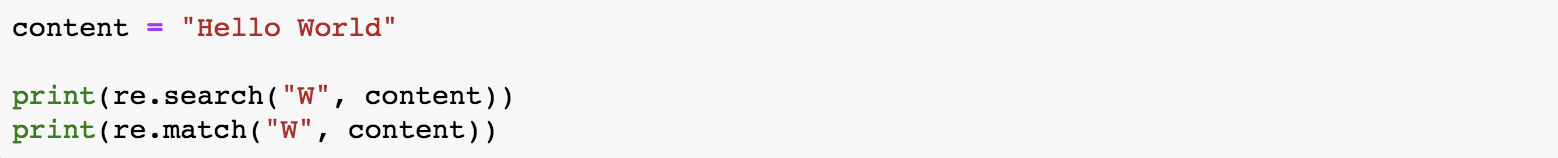 content = "Hello World"
print(re.search("W", content))
print(re.match("W", content))